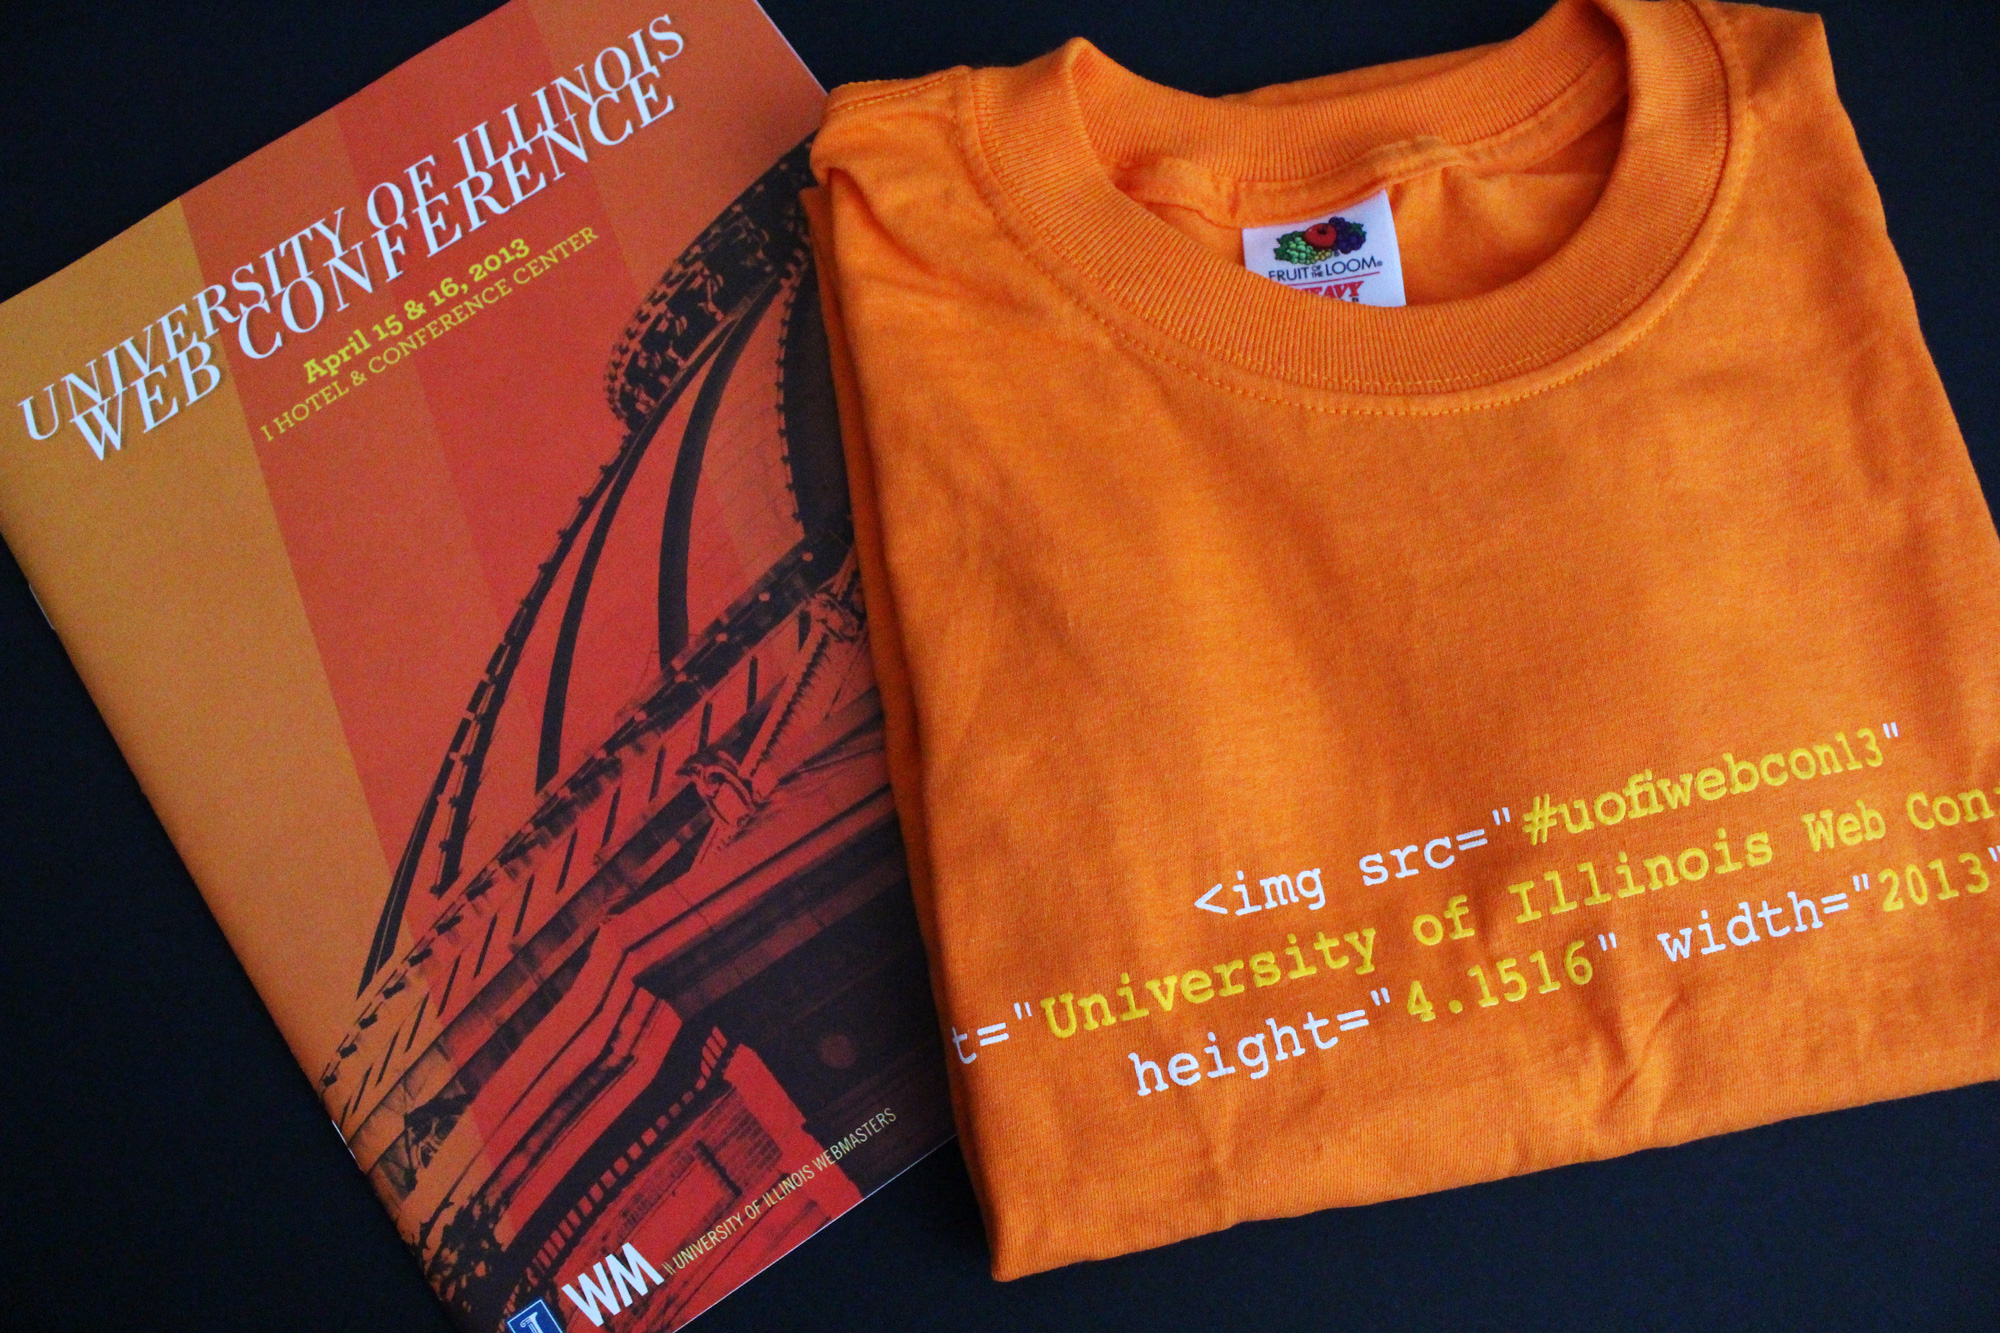 UNIVERSITY OF ILLINOIS
WEB CONFERENCE
April 15 & 16, 2013
I HOTEL & CONFERENCE CENTER
WM \\ UNIVERSITY OF ILLINOIS WEBMASTERS
I
FRUIT OF THE LOOM®
HEAVY
<img src="#uofiwebcon13"
t="University of Illinois Web Con
height="4.1516" width="2013"